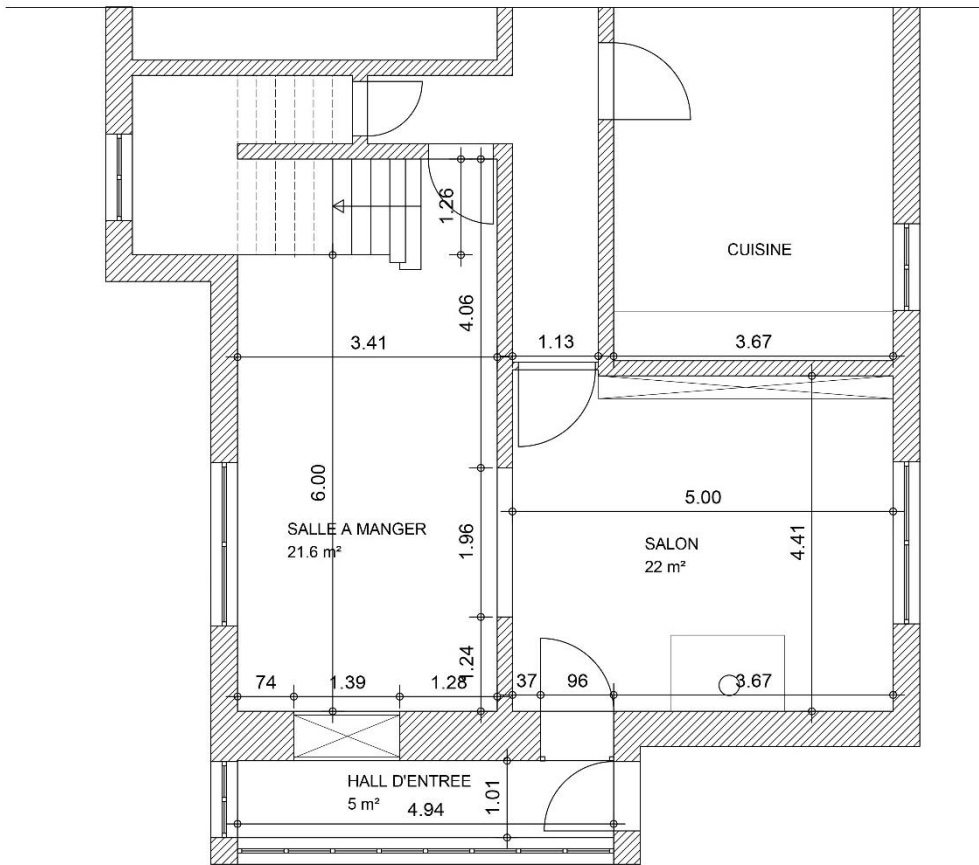 1.26
CUISINE
4.06
3.41
1.13
3.67
6.00
5.00
SALLE A MANGER
21.6 m²
1.96
SALON
22 m²
4.41
1.24
74
1.39
1.28
37
96
3.67
HALL D'ENTREE
5 m²
4.94
1.01